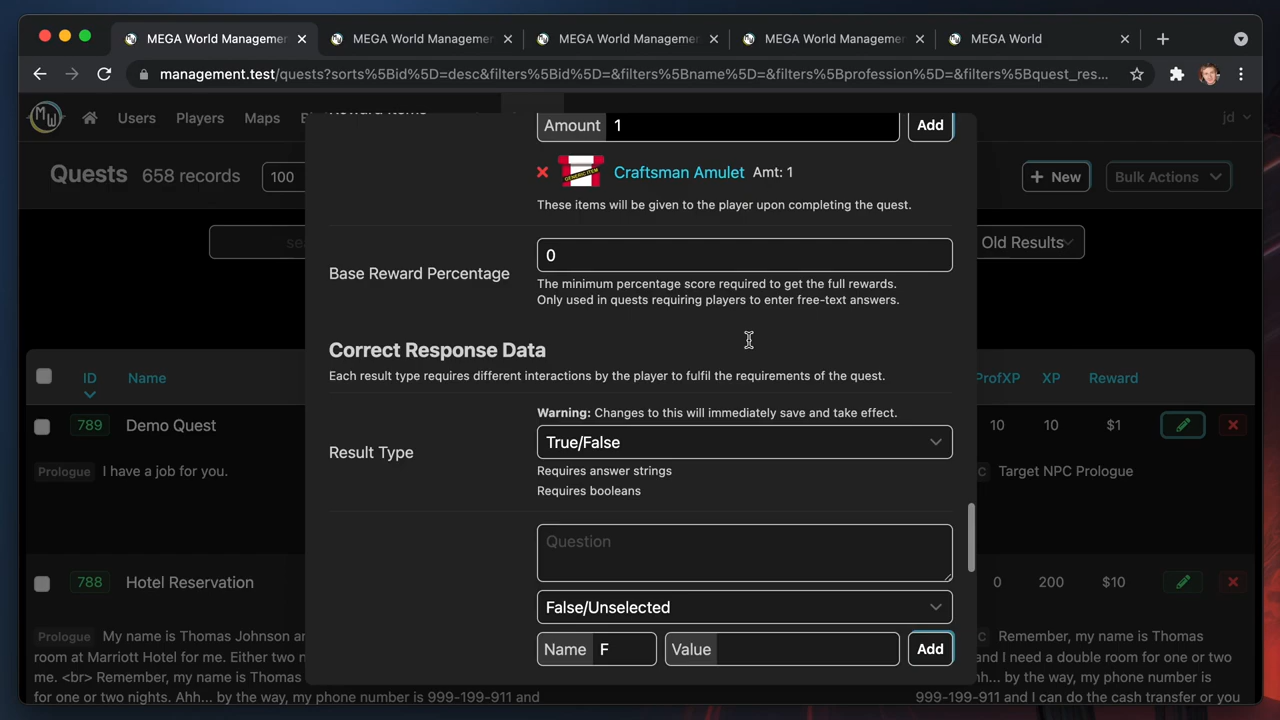 MEGA World Management
MEGA World Management
MEGA World Management
MEGA World Management
MEGA World
management.test/quests?sorts%5Bid%5D=desc&filters%5Bid%5D=&filters%5Bname%5D=&filters%5Bprofession%5D=&filters%5Bquest_res...
MW
Users
Players
Maps
jd
Quests
658 records
100
+ New
Bulk Actions
Old Results
Amount
1
Add
Craftsman Amulet
Amt: 1
These items will be given to the player upon completing the quest.
Base Reward Percentage
0
The minimum percentage score required to get the full rewards.
Only used in quests requiring players to enter free-text answers.
Correct Response Data
Each result type requires different interactions by the player to fulfil the requirements of the quest.
Result Type
Warning: Changes to this will immediately save and take effect.
True/False
Requires answer strings
Requires booleans
Question
False/Unselected
Name
F
Value
Add
ID
Name
ProfXP
XP
Reward
789
Demo Quest
10
10
$1
Prologue
I have a job for you.
Target NPC Prologue
788
Hotel Reservation
0
200
$10
Prologue
My name is Thomas Johnson
room at Marriott Hotel for me. Either two
me. <br> Remember, my name is Thomas
for one or two nights. Ahh... by the way, my phone number is 999-199-911 and
Remember, my name is Thomas
and I need a double room for one or two
me. <br> Ahh... by the way, my phone number is
999-199-911 and I can do the cash transfer or you